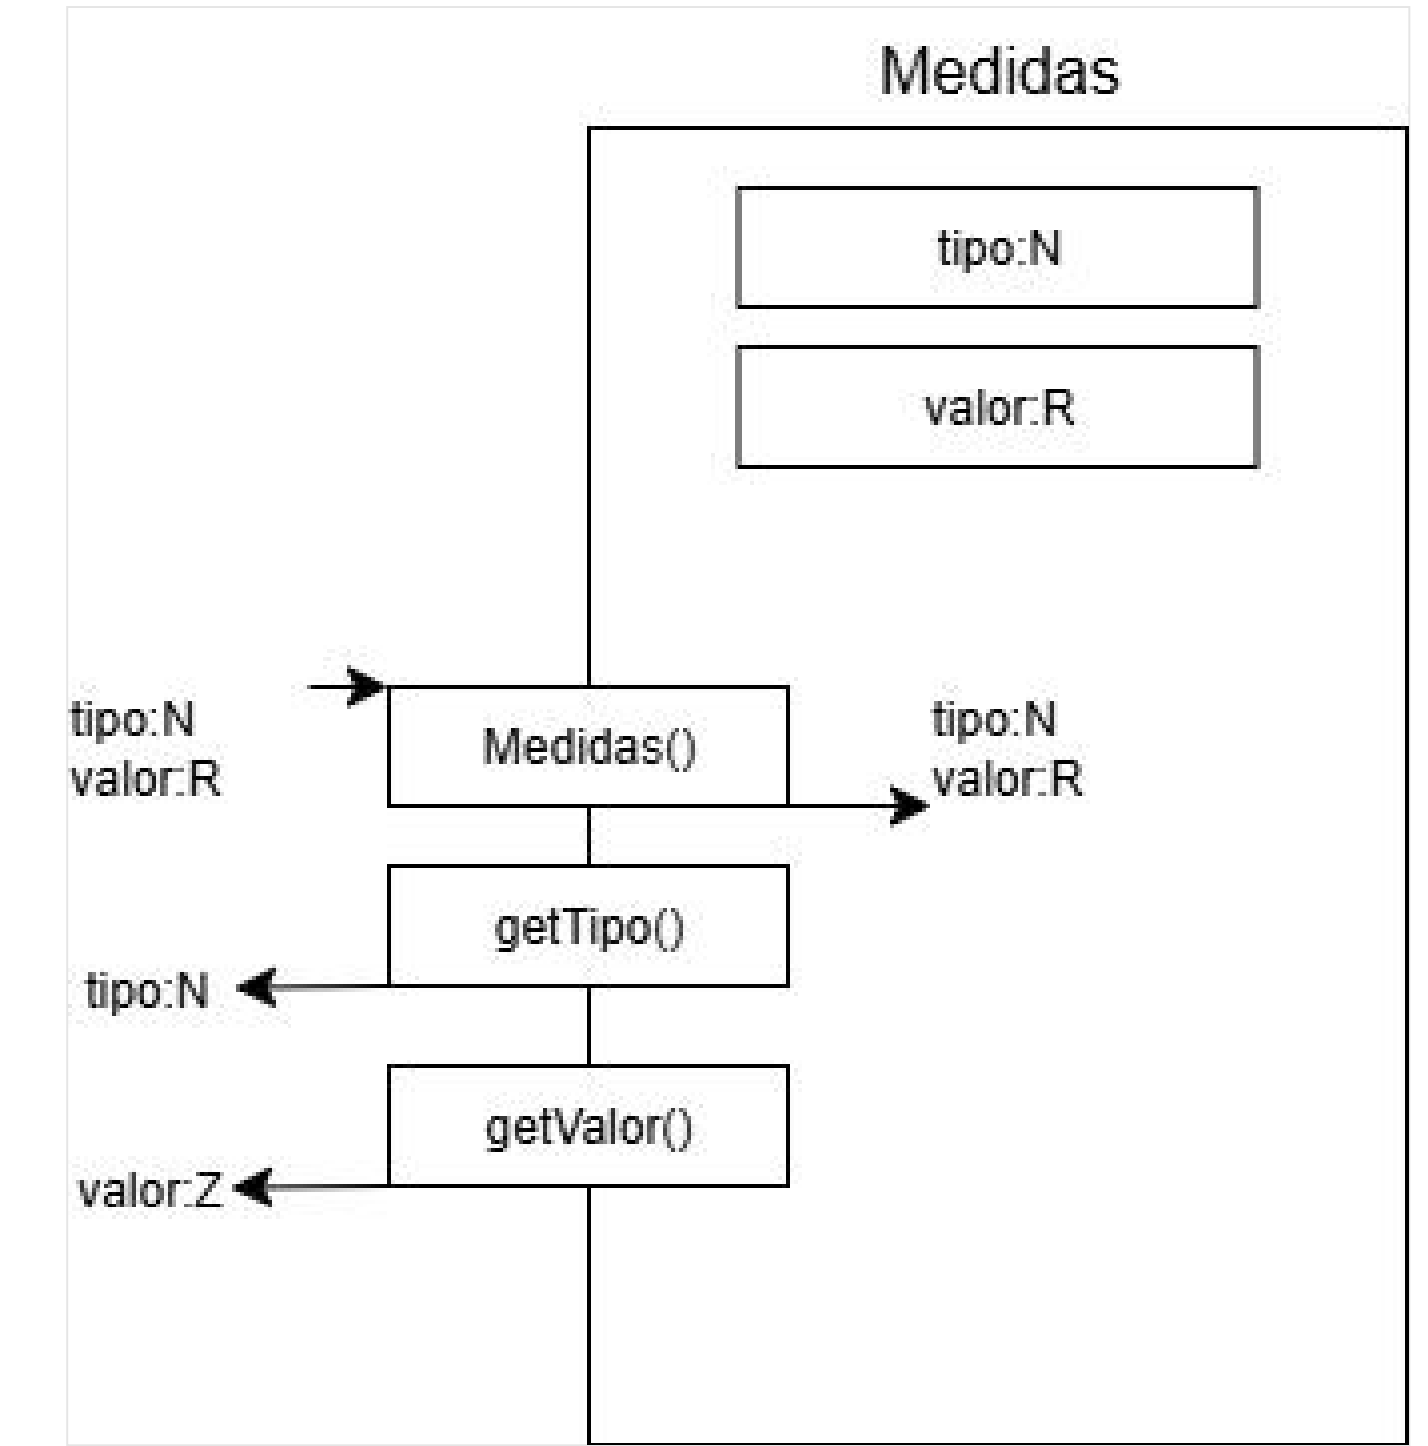 Medidas
tipo:N
valor:R
tipo:N
valor:R
Medidas()
tipo:N
valor:R
getTipo()
tipo:N
getValor()
valor:Z